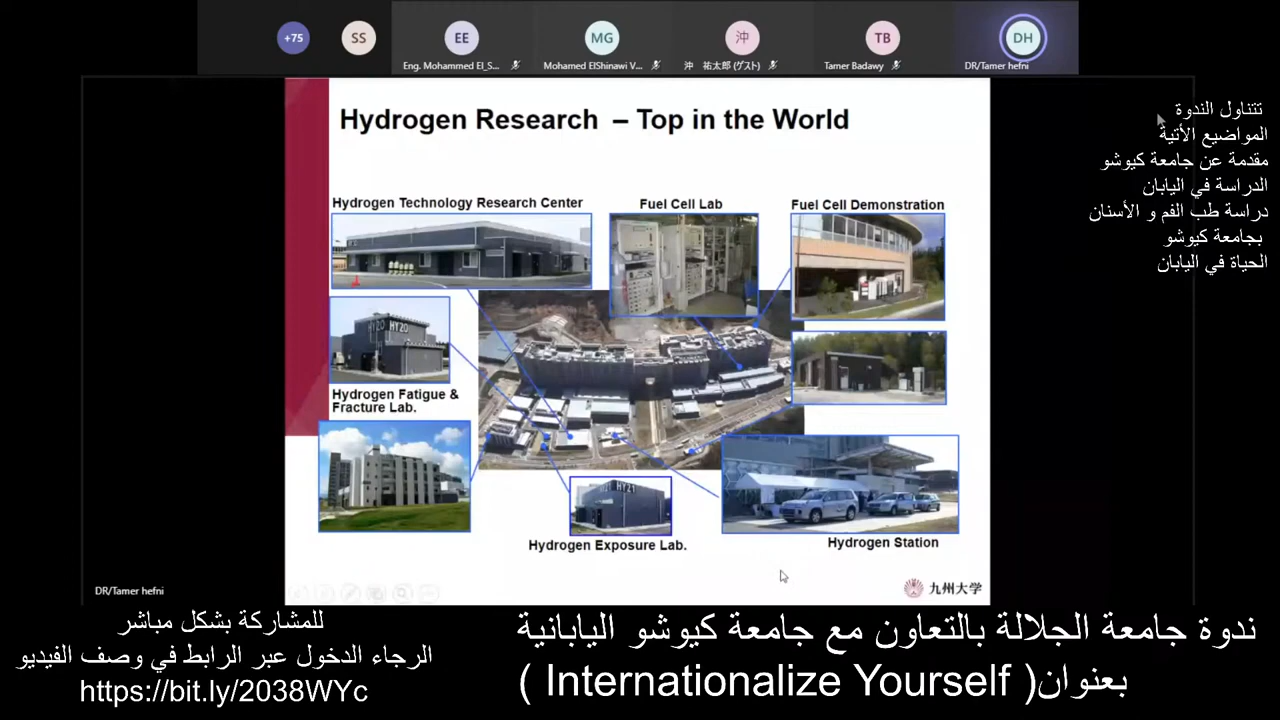 +75
SS
EE
MG
沖
TB
DH
Eng. Mohammed El_S...
Mohamed ElShinawi V...
沖 祐太郎 (ゲスト)
Tamer Badawy
DR/Tamer hefni
Hydrogen Research – Top in the World
Hydrogen Technology Research Center
Fuel Cell Lab
Fuel Cell Demonstration
HY20 HY20
Hydrogen Fatigue &
Fracture Lab.
HY21
Hydrogen Exposure Lab.
Hydrogen Station
九州大学
DR/Tamer hefni
تتناول الندوة
المواضيع الأتية
مقدمة عن جامعة كيوشو
الدراسة في اليابان
دراسة طب الفم و الأسنان
بجامعة كيوشو
الحياة في اليابان
ندوة جامعة الجلالة بالتعاون مع جامعة كيوشو اليابانية
بعنوان( Internationalize Yourself )
للمشاركة بشكل مباشر
الرجاء الدخول عبر الرابط في وصف الفيديو
https://bit.ly/2038WYc